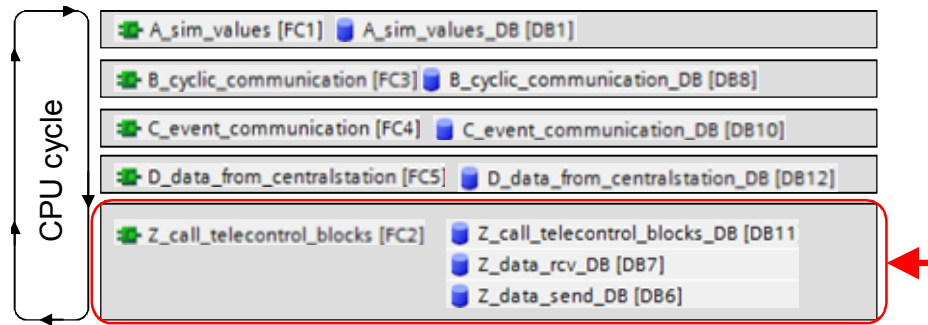 CPU cycle
A_sim_values [FC1] A_sim_values_DB [DB1]
B_cyclic_communication [FC3] B_cyclic_communication_DB [DB8]
C_event_communication [FC4] C_event_communication_DB [DB10]
D_data_from_centralstation [FC5] D_data_from_centralstation_DB [DB12]
Z_call_telecontrol_blocks [FC2] Z_call_telecontrol_blocks_DB [DB11]
Z_data_rcv_DB [DB7]
Z_data_send_DB [DB6]